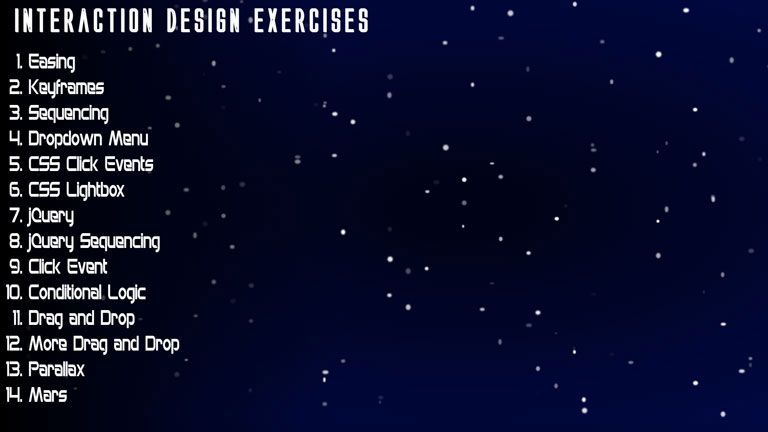 INTERACTION DESIGN EXERCISES
1. Easing
2. Keyframes
3. Sequencing
4. Dropdown Menu
5. CSS Click Events
6. CSS Lightbox
7. jQuery
8. jQuery Sequencing
9. Click Event
10. Conditional Logic
11. Drag and Drop
12. More Drag and Drop
13. Parallax
14. Mars